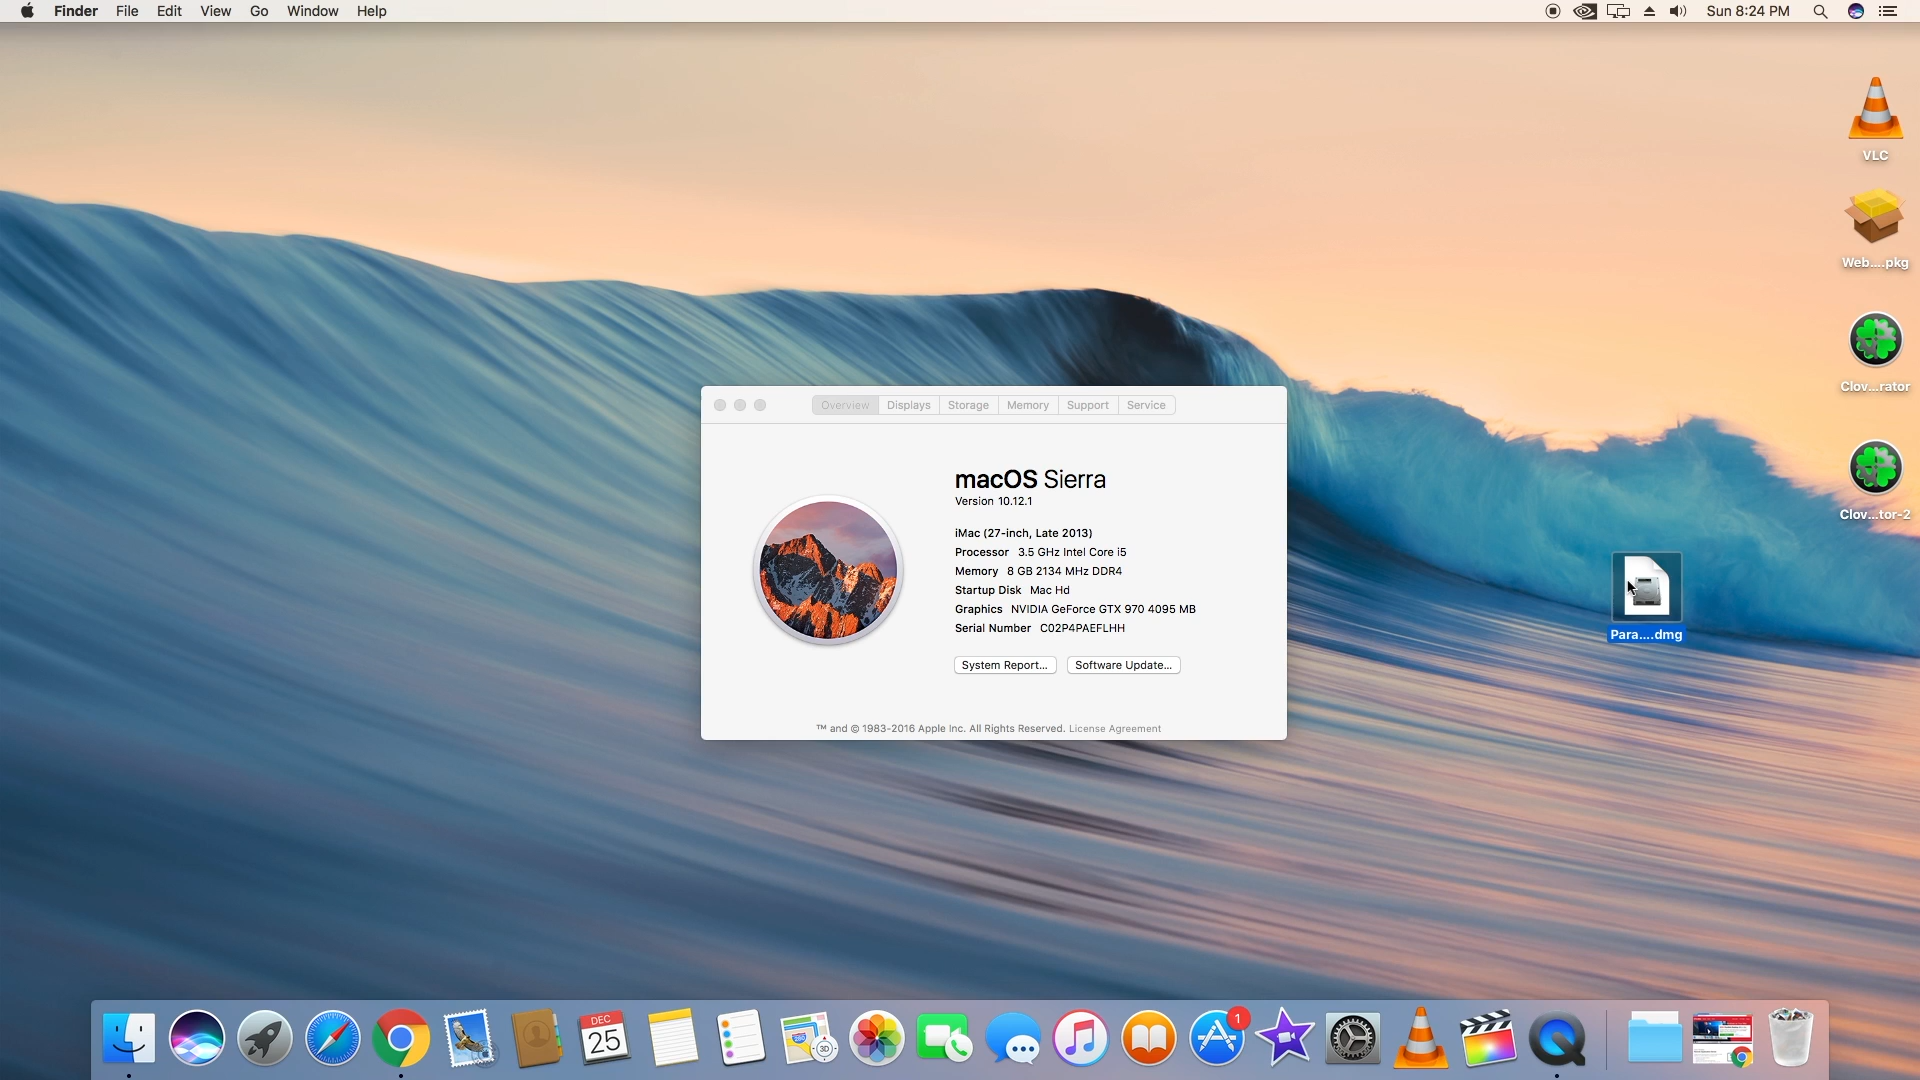 Finder File Edit View Go Window Help
Sun 8:24 PM
VLC
Web....pkg
Clov...rator
Clov...tor-2
Para....dmg
Overview Displays Storage Memory Support Service
macOS Sierra
Version 10.12.1
iMac (27-inch, Late 2013)
Processor 3.5 GHz Intel Core i5
Memory 8 GB 2134 MHz DDR4
Startup Disk Mac Hd
Graphics NVIDIA GeForce GTX 970 4095 MB
Serial Number C02P4PAEFLHH
System Report... Software Update...
™ and © 1983-2016 Apple Inc. All Rights Reserved. License Agreement
DEC
25
3D
1